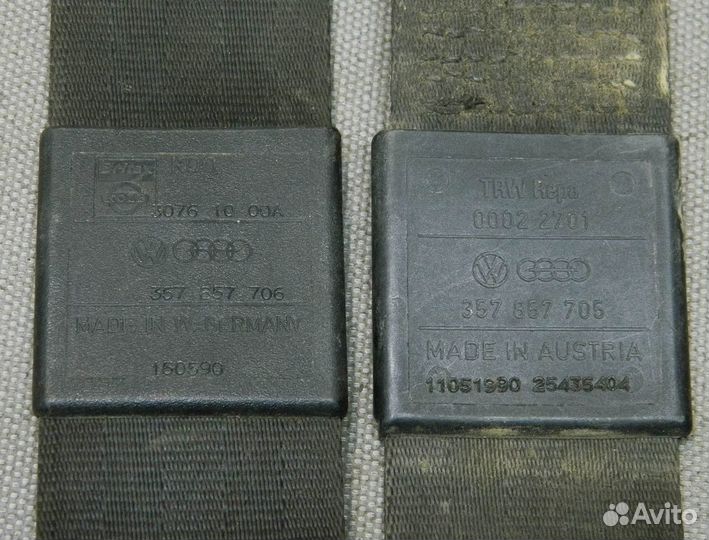 3076 10 00A
357 857 706
MADE IN W. GERMANY
160590
TRW Repa
0002 2701
357 857 705
MADE IN AUSTRIA
11051990 25435404
Avito